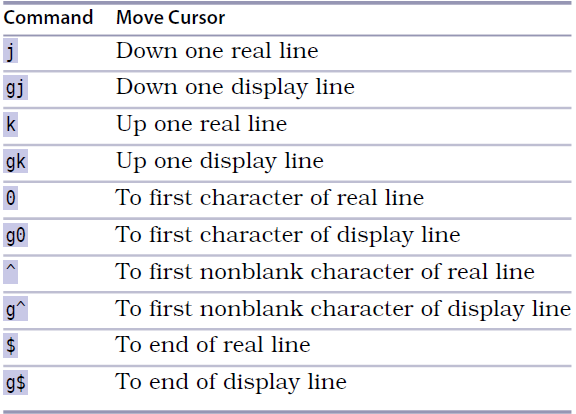 Command Move Cursor
j Down one real line
gj Down one display line
k Up one real line
gk Up one display line
0 To first character of real line
g0 To first character of display line
^ To first nonblank character of real line
g^ To first nonblank character of display line
$ To end of real line
g$ To end of display line